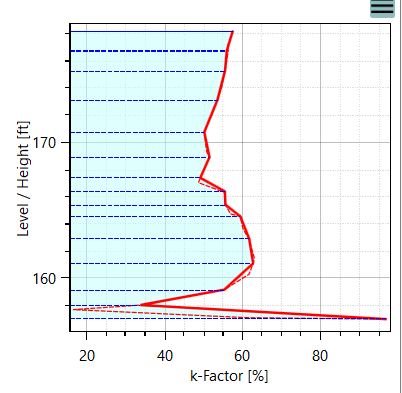 Level / Height [ft]
170
160
20 40 60 80
k-Factor [%]